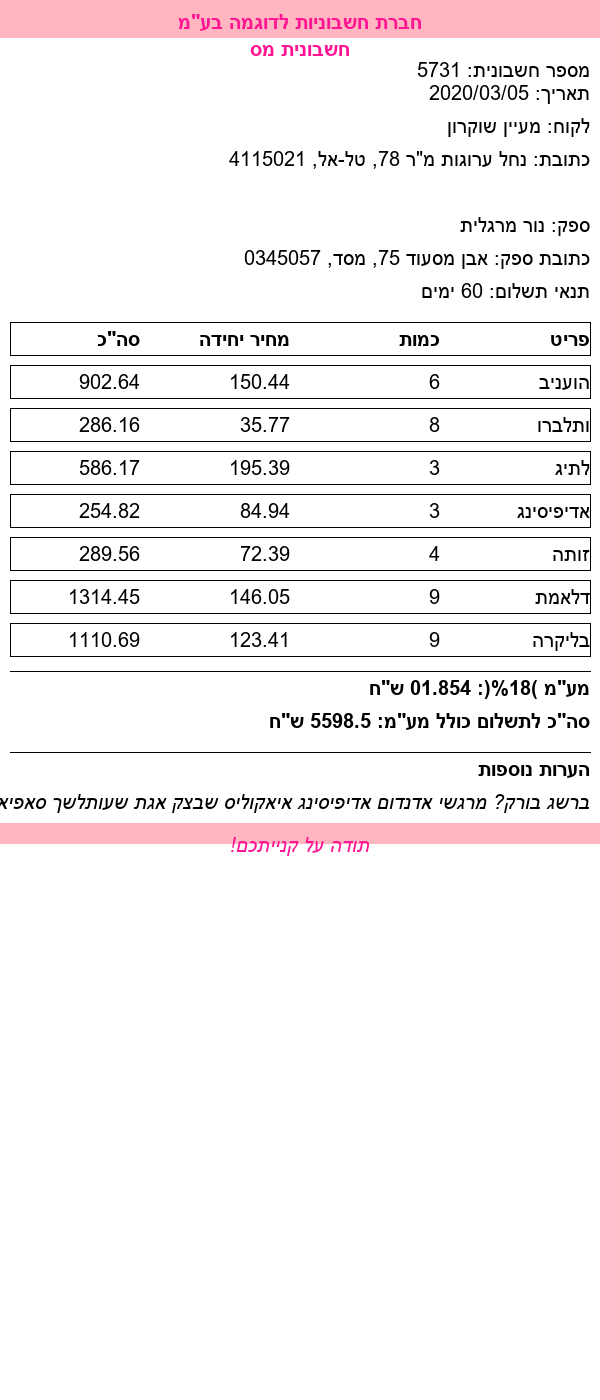 חברת חשבוניות לדוגמה בע"מ
חשבונית מס
מספר חשבונית: 5731
תאריך: 2020/03/05
לקוח: מעיין שוקרון
כתובת: נחל ערוגות מ"ר 78, טל-אל, 4115021
ספק: נור מרגלית
כתובת ספק: אבן מסעוד 75, מסד, 0345057
תנאי תשלום: 60 ימים
פריט כמות מחיר יחידה סה"כ
הועניב 6 150.44 902.64
ותלברו 8 35.77 286.16
לתיג 3 195.39 586.17
אדיפיסינג 3 84.94 254.82
זותה 4 72.39 289.56
דלאמת 9 146.05 1314.45
בליקרה 9 123.41 1110.69
מע"מ )18%(: 01.854 ש"ח
סה"כ לתשלום כולל מע"מ: 5598.5 ש"ח
הערות נוספות
ברשג בורק? מרגשי אדנדום אדיפיסינג איאקוליס שבצק אגת שעותלשך סאפיא
תודה על קנייתכם!